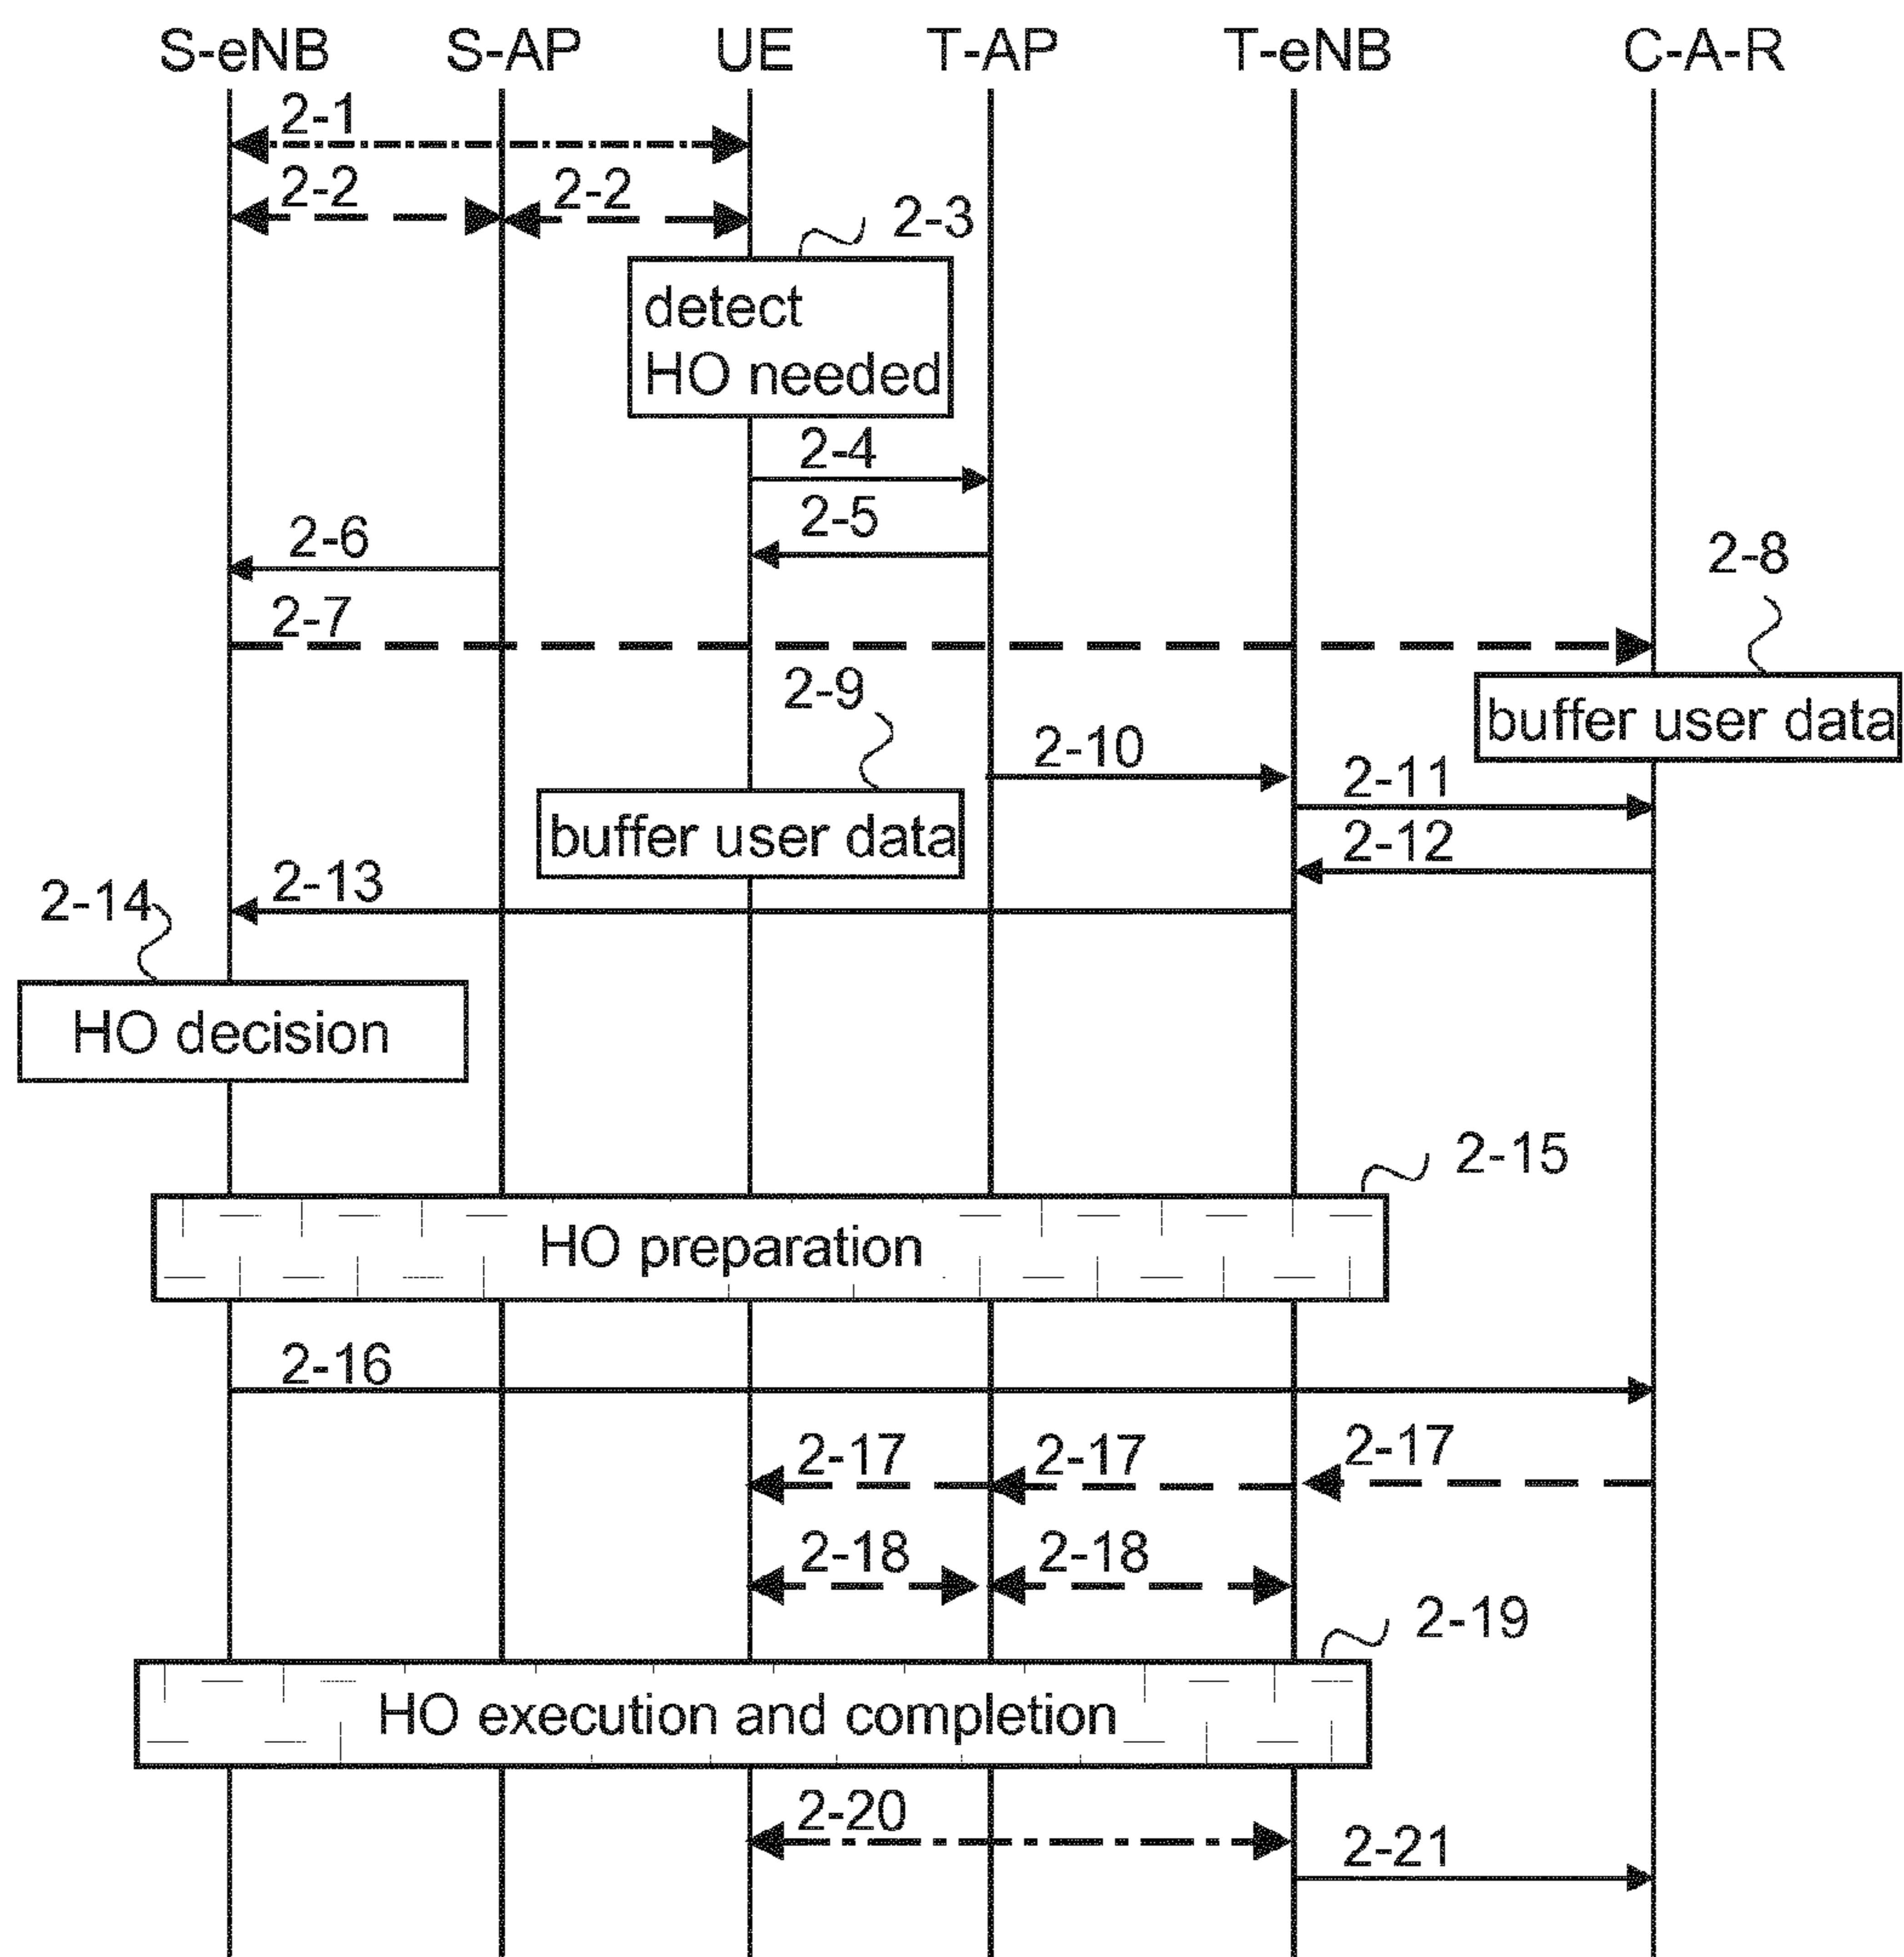 S-eNB S-AP UE T-AP T-eNB C-A-R
2-1
2-2 2-2
2-3
detect
HO needed
2-4
2-5
2-6
2-8
2-7
2-9
buffer user data
2-10
2-11
buffer user data
2-12
2-13
2-14
HO decision
2-15
HO preparation
2-16
2-17 2-17 2-17
2-18 2-18
2-19
HO execution and completion
2-20
2-21